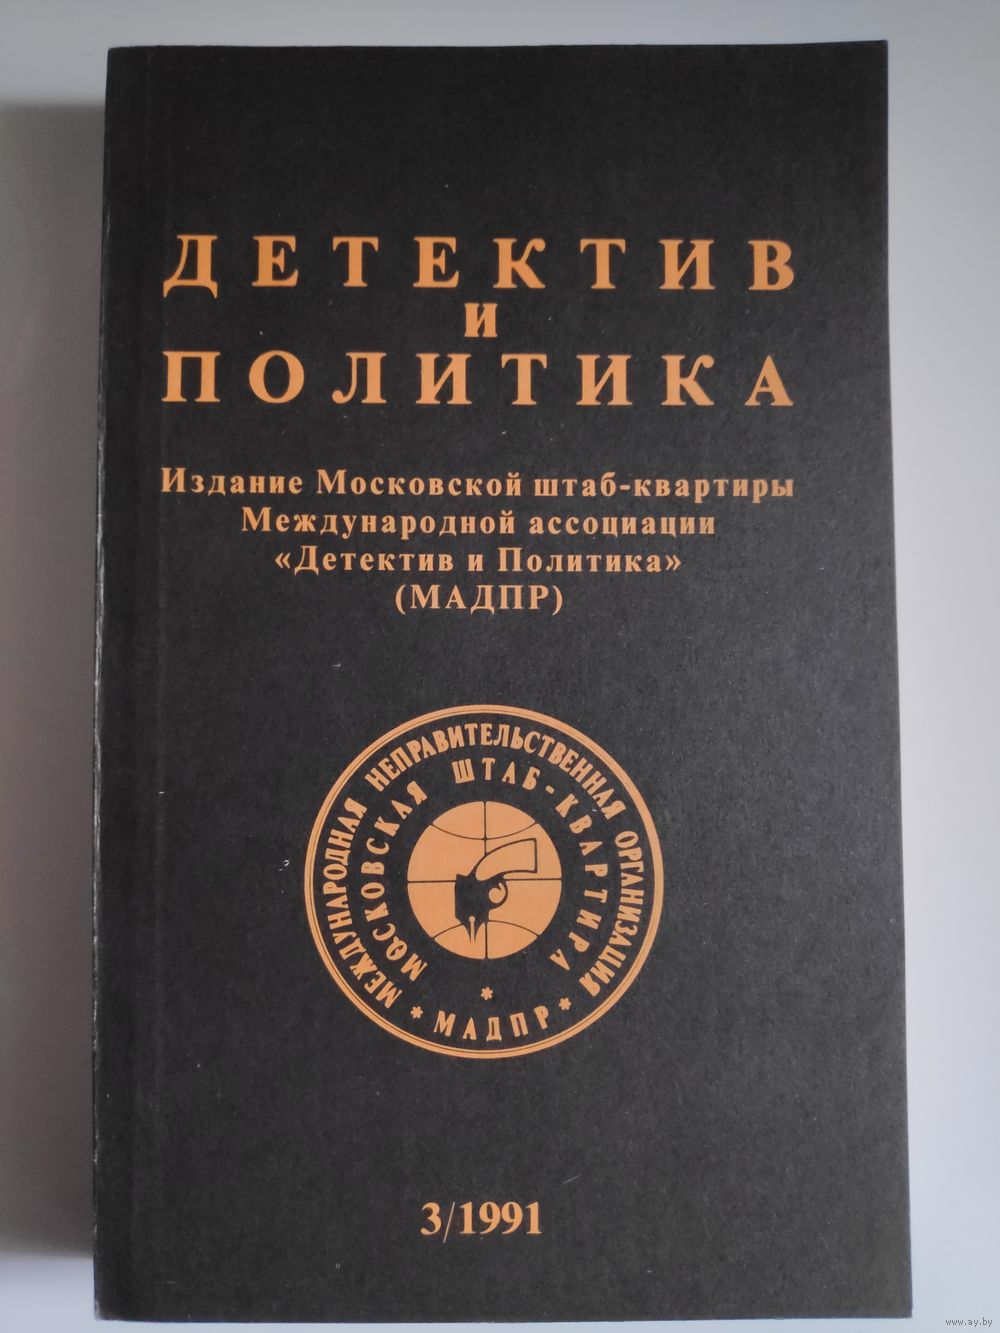 ДЕТЕКТИВ
И
ПОЛИТИКА
Издание Московской штаб-квартиры
Международной ассоциации
«Детектив и Политика»
(МАДПР)
МЕЖДУНАРОДНАЯ НЕПРАВИТЕЛЬСТВЕННАЯ ОРГАНИЗАЦИЯ
МОСКОВСКАЯ ШТАБ-КВАРТИРА
* МАДПР *
3/1991
www.ay.by